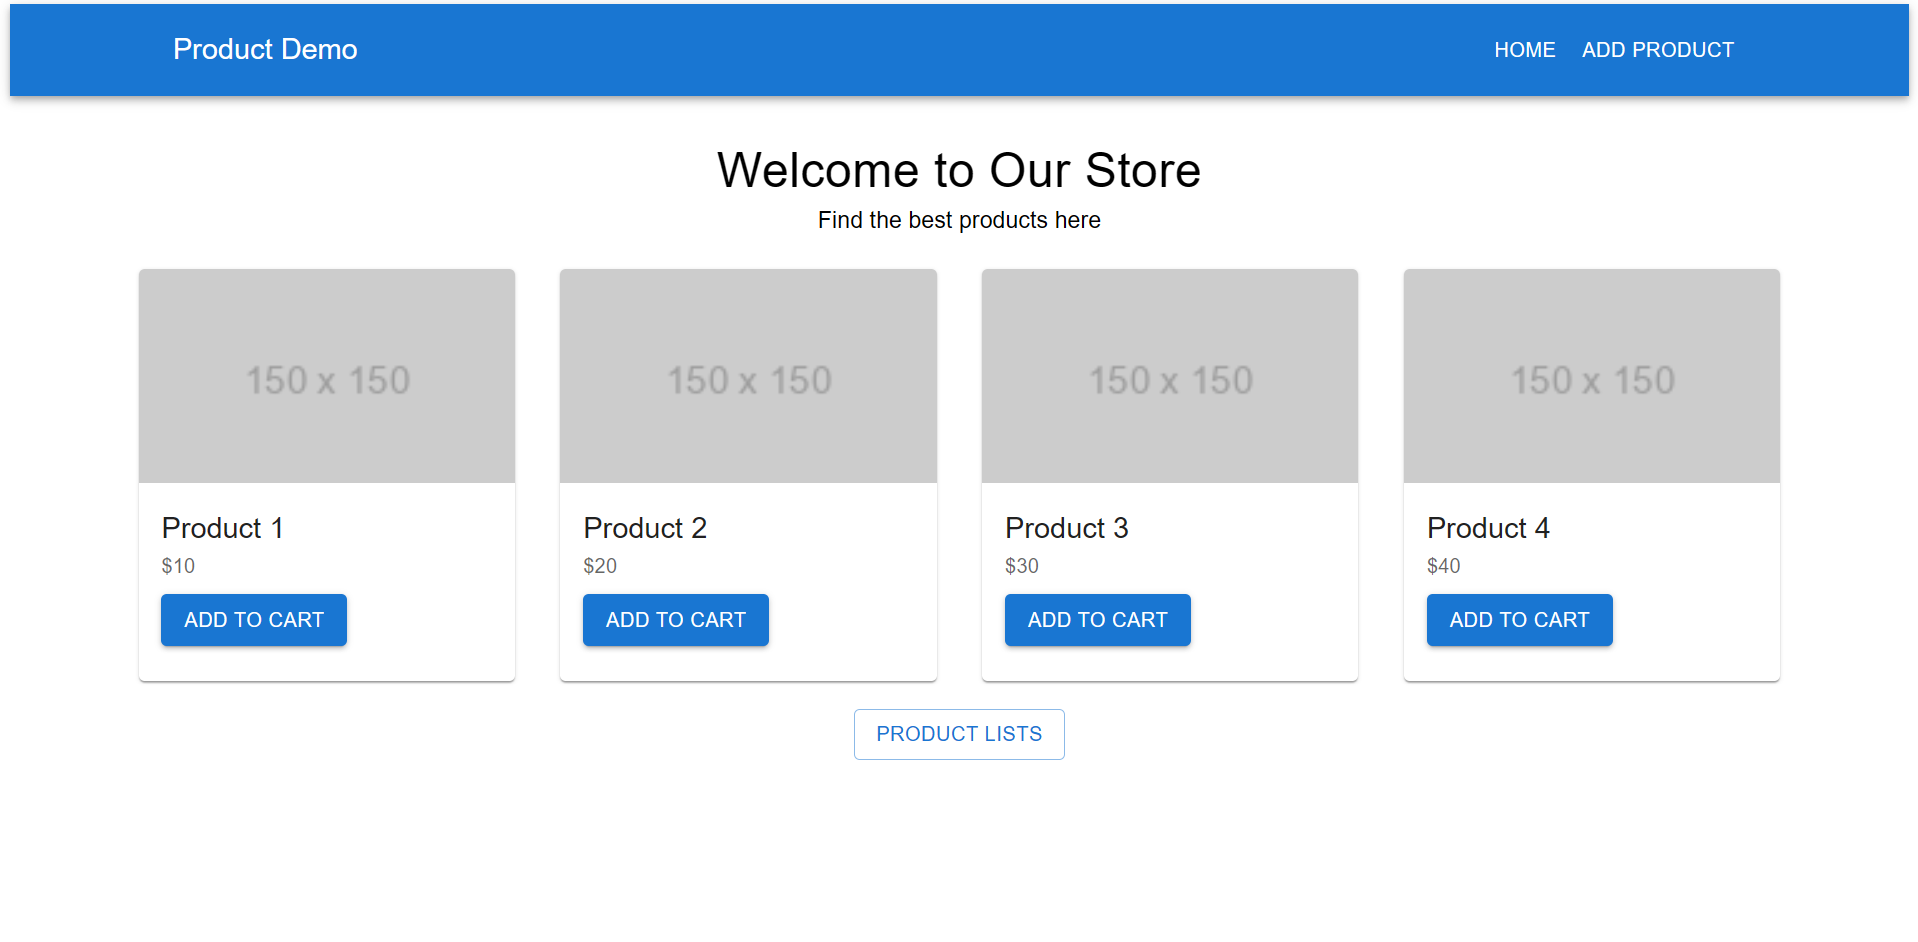 Product Demo
HOME ADD PRODUCT
Welcome to Our Store
Find the best products here
150 x 150
150 x 150
150 x 150
150 x 150
Product 1
$10
ADD TO CART
Product 2
$20
ADD TO CART
Product 3
$30
ADD TO CART
Product 4
$40
ADD TO CART
PRODUCT LISTS